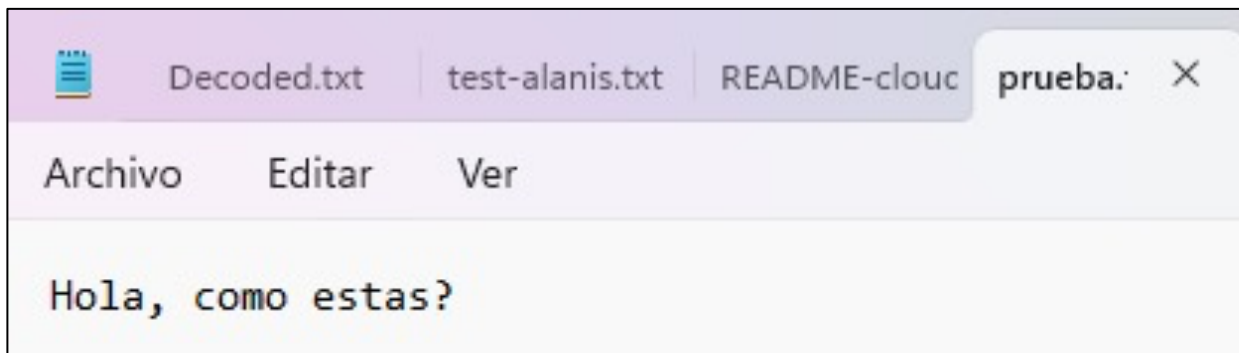 Decoded.txt test-alanis.txt README-clouc prueba.
Archivo Editar Ver
Hola, como estas?